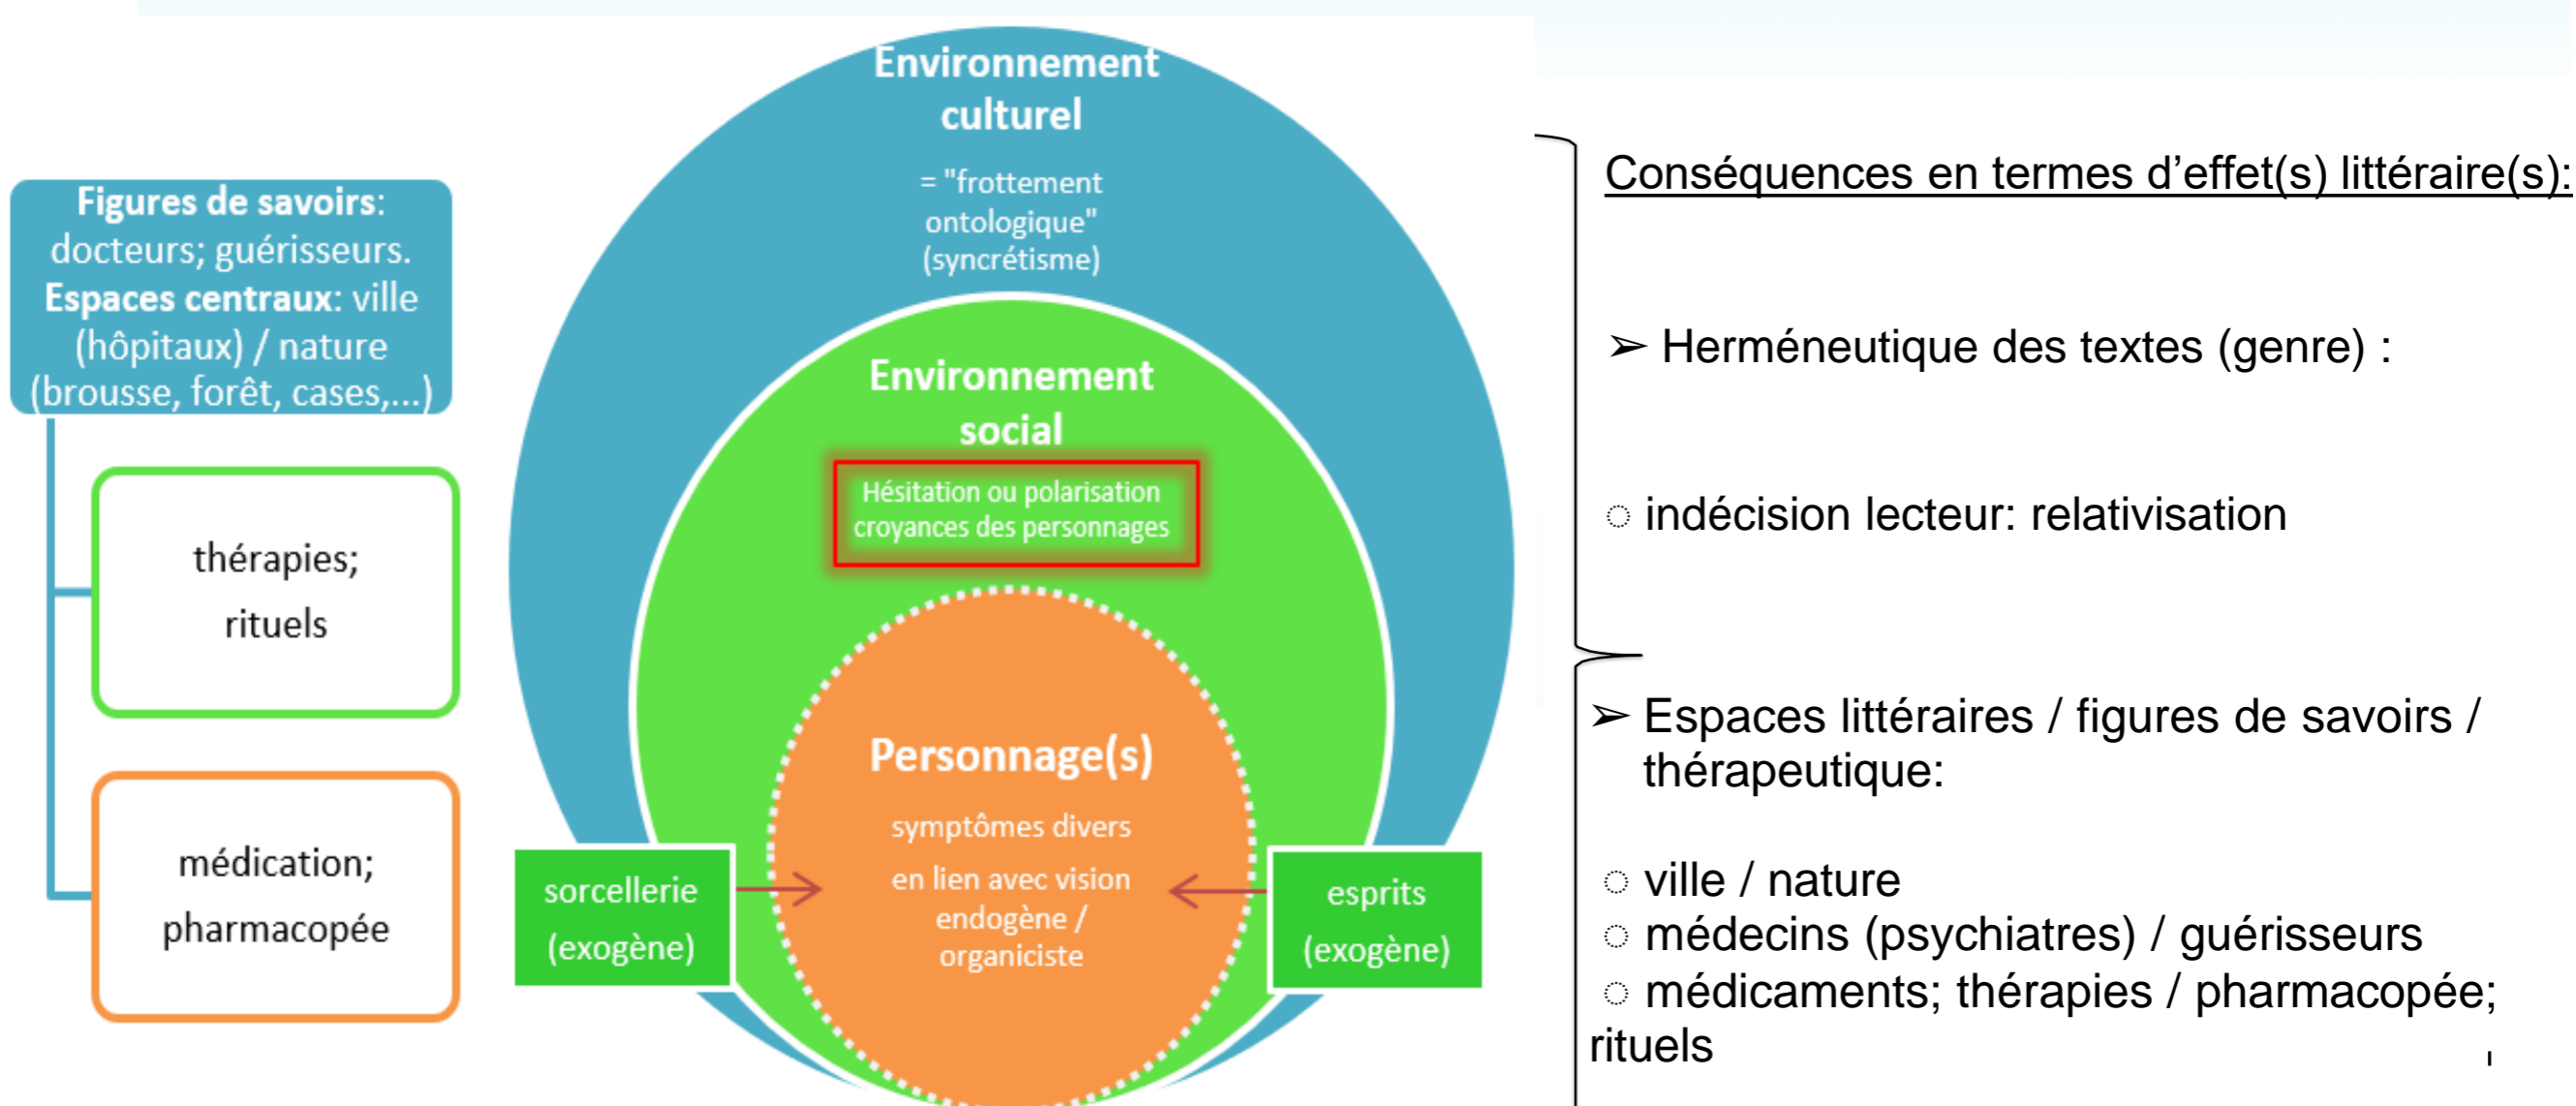 Figures de savoirs:
docteurs; guérisseurs.
Espaces centraux: ville
(hôpitaux) / nature
(brousse, forêt, cases,...)
thérapies;
rituels
médication;
pharmacopée
Environnement
culturel
= "frottement
ontologique"
(syncrétisme)
Environnement
social
Hésitation ou polarisation
croyances des personnages
Personnage(s)
symptômes divers
en lien avec vision
endogène /
organiciste
sorcellerie
(exogène)
esprits
(exogène)
Conséquences en termes d’effet(s) littéraire(s):
➢ Herméneutique des textes (genre) :
◌ indécision lecteur: relativisation
➢ Espaces littéraires / figures de savoirs /
thérapeutique:
◌ ville / nature
◌ médecins (psychiatres) / guérisseurs
◌ médicaments; thérapies / pharmacopée;
rituels